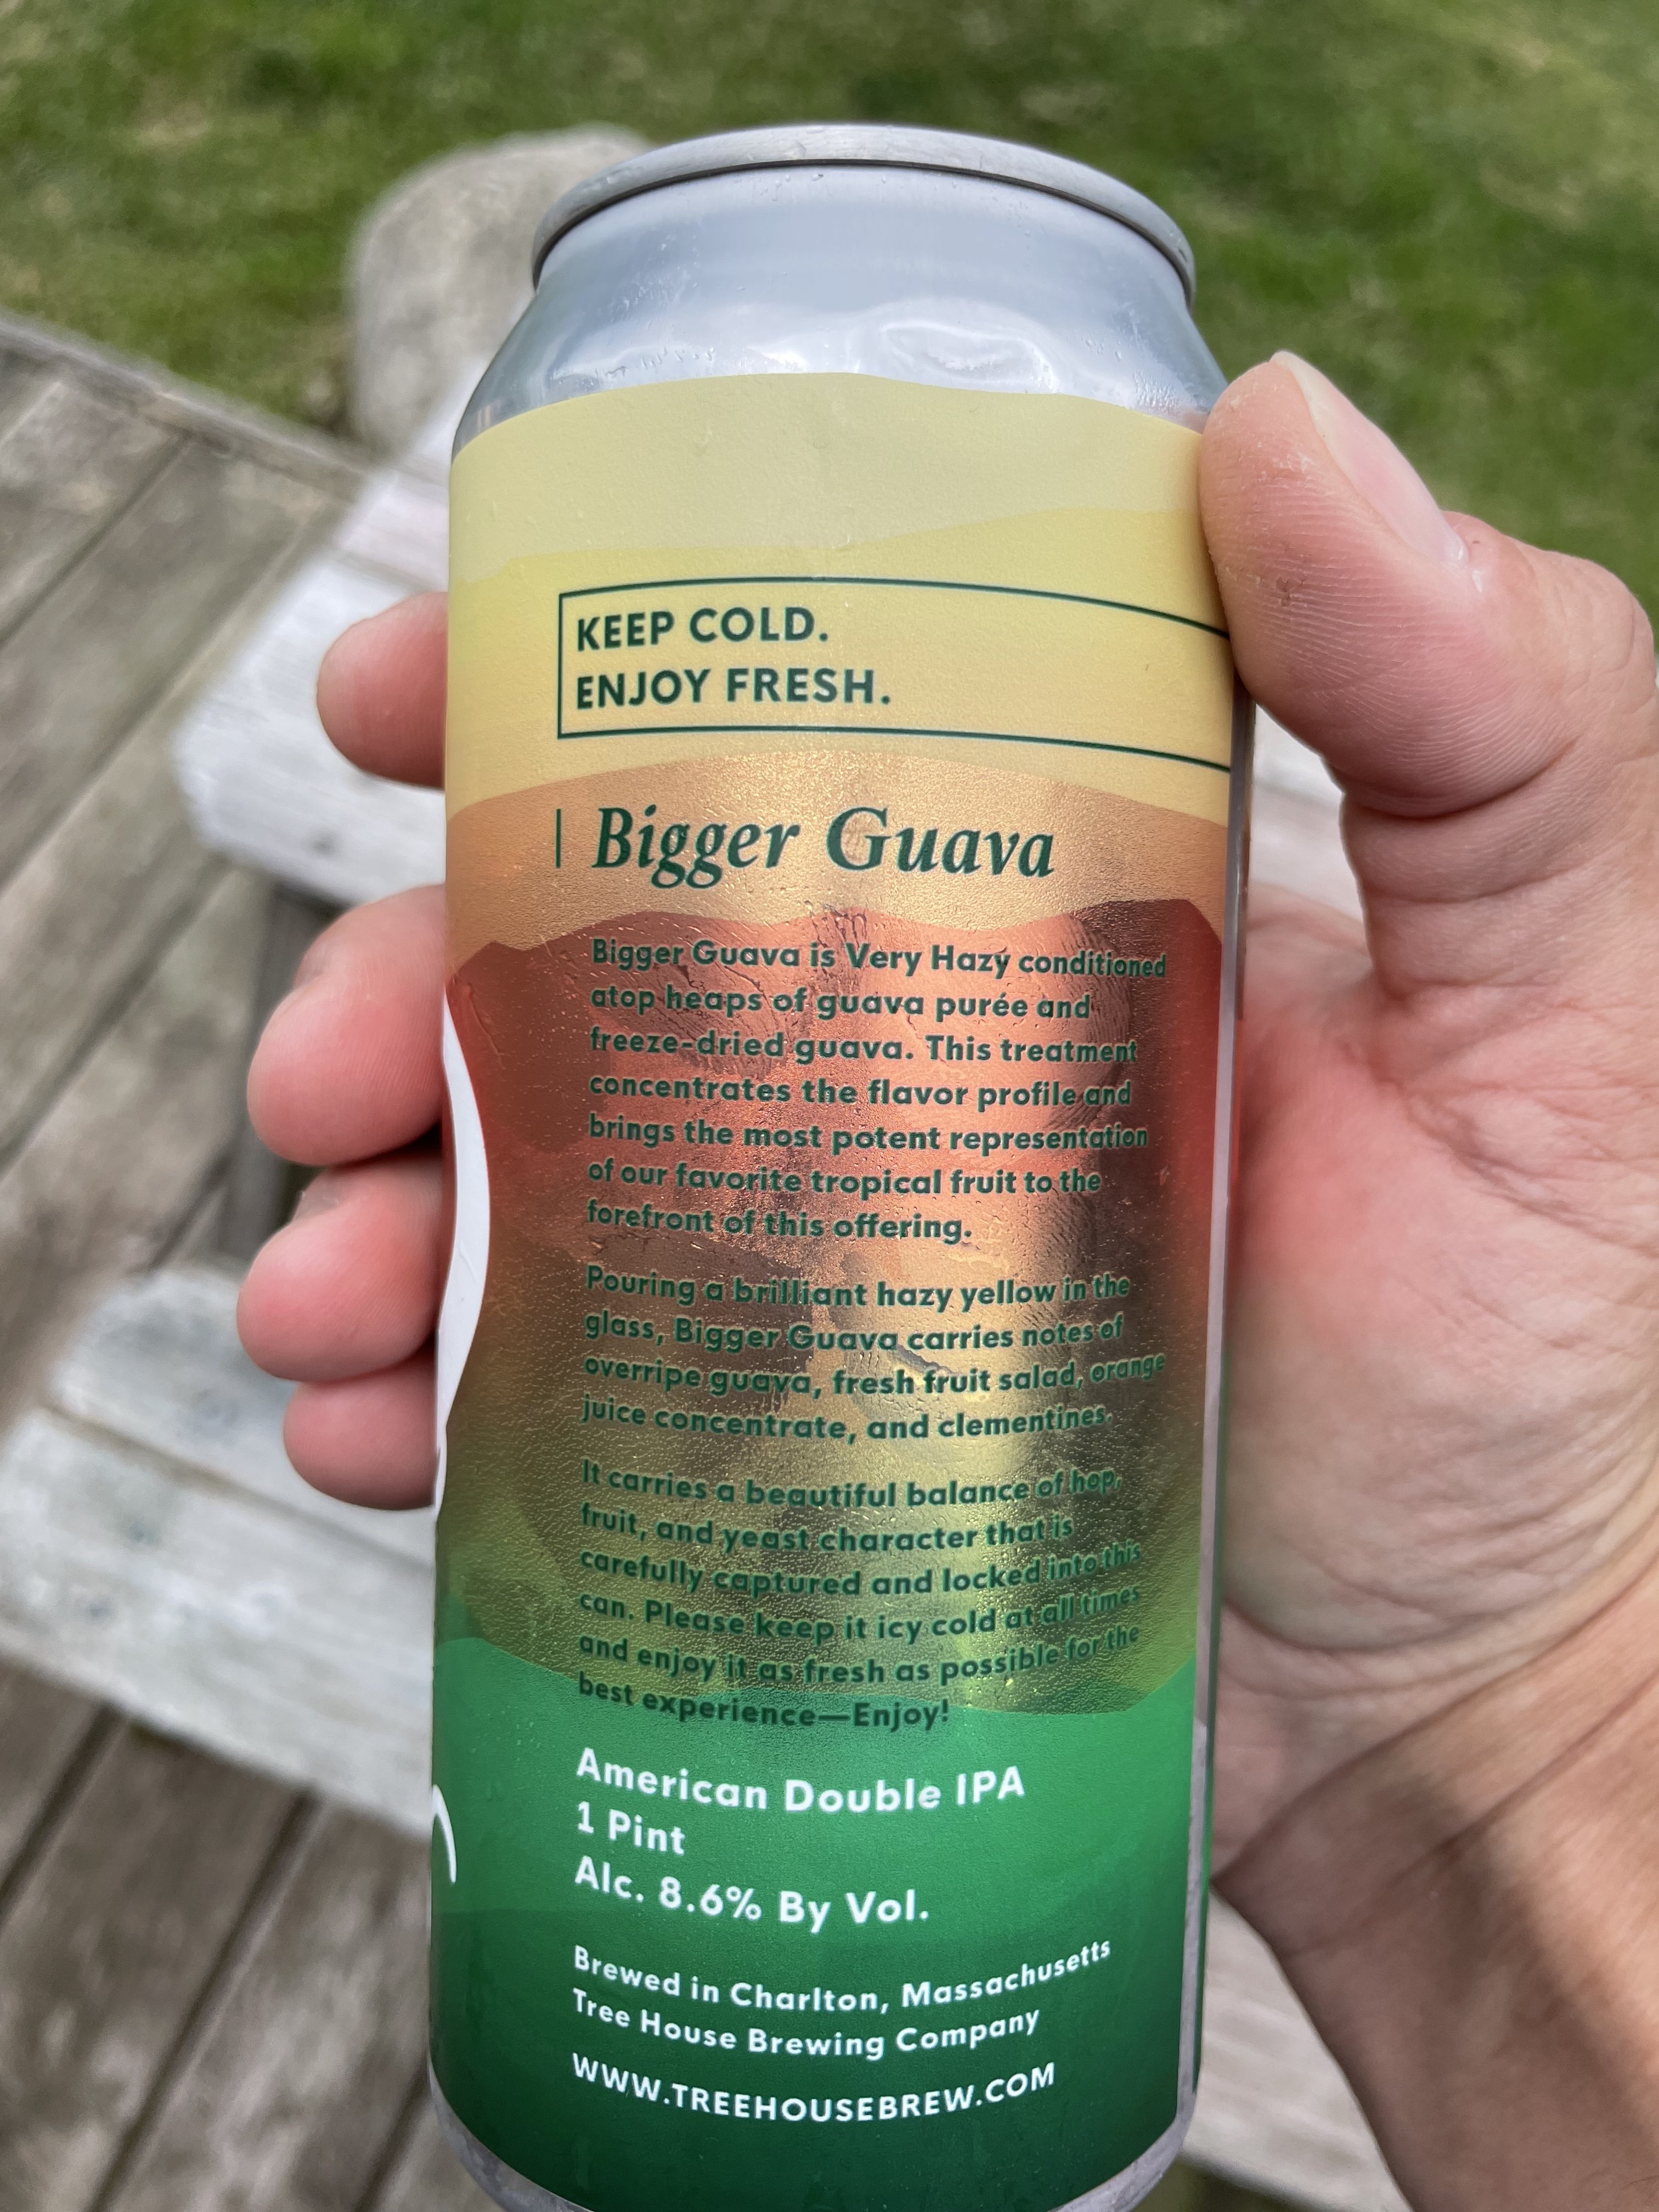 KEEP COLD.
ENJOY FRESH.
Bigger Guava
Bigger Guava is Very Hazy conditioned
atop heaps of guava purée and
freeze-dried guava. This treatment
concentrates the flavor profile and
brings the most potent representation
of our favorite tropical fruit to the
forefront of this offering.
Pouring a brilliant hazy yellow in the
glass, Bigger Guava carries notes of
overripe guava, fresh fruit salad, orange
juice concentrate, and clementines.
It carries a beautiful balance of hop,
fruit, and yeast character that is
carefully captured and locked into this
can. Please keep it icy cold at all times
and enjoy it as fresh as possible for the
best experience—Enjoy!
American Double IPA
1 Pint
Alc. 8.6% By Vol.
Brewed in Charlton, Massachusetts
Tree House Brewing Company
WWW.TREEHOUSEBREW.COM